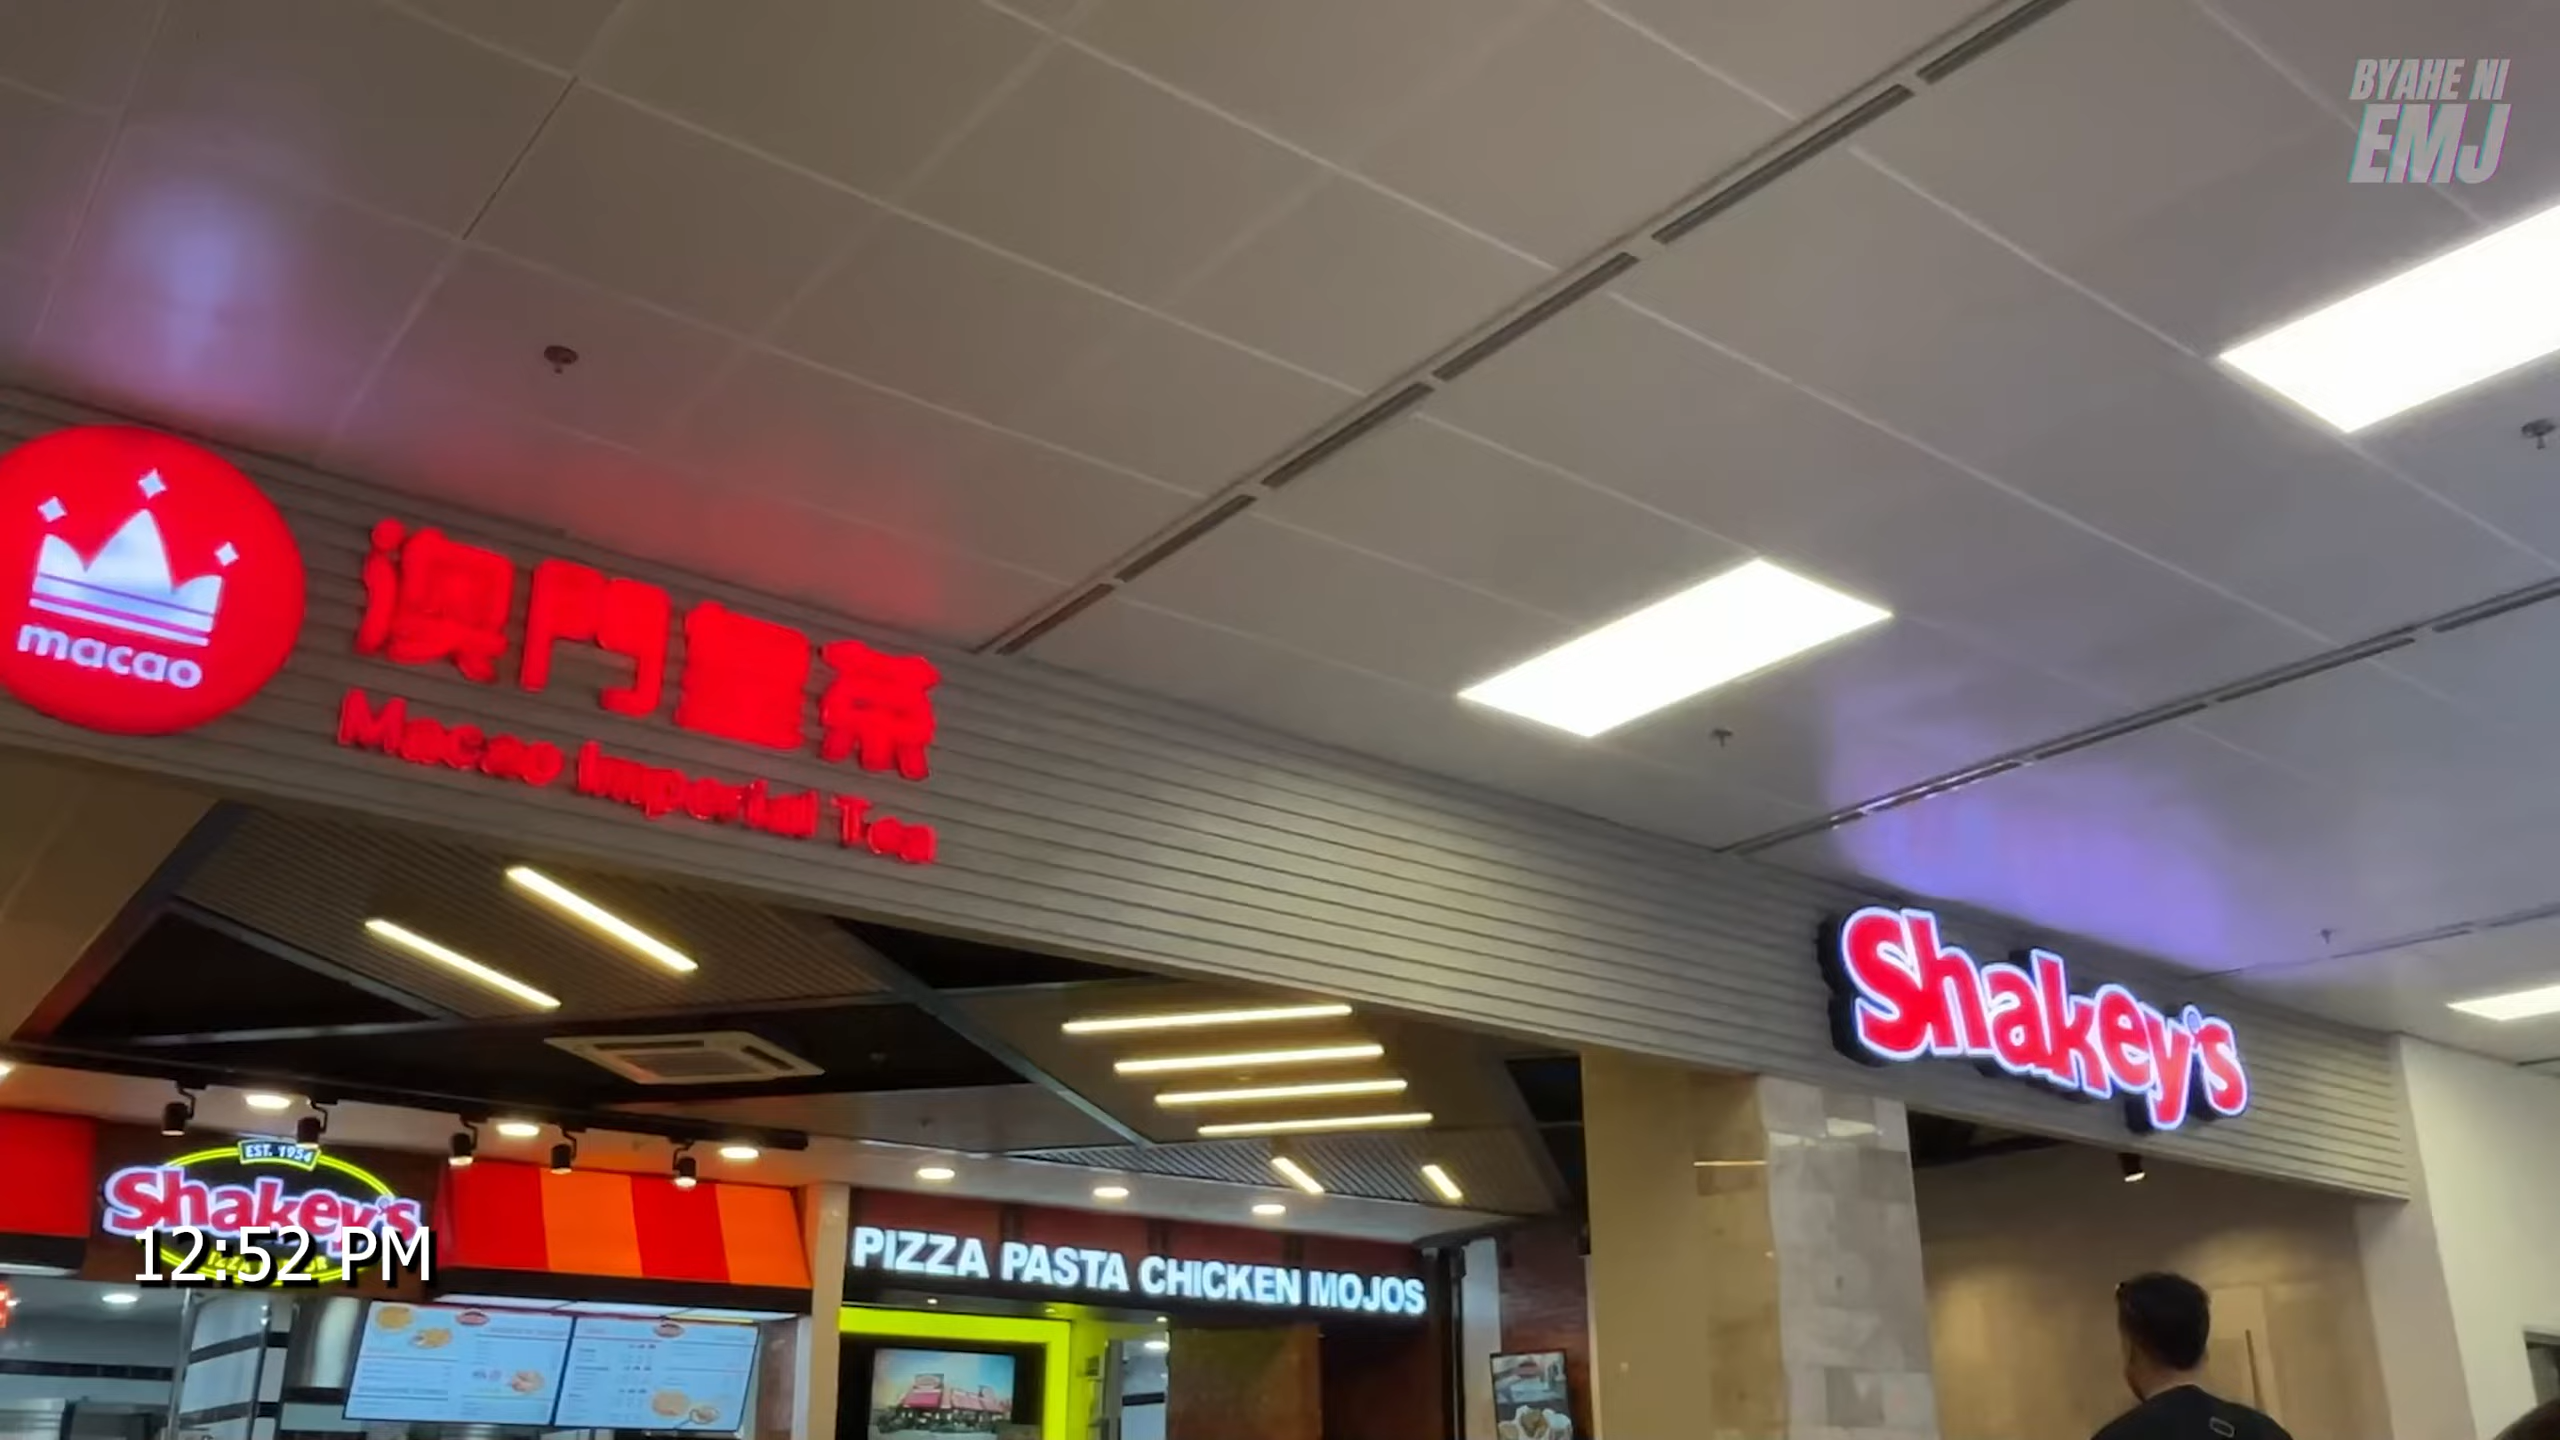 BYAHE NI
EMJ
macao
澳門皇茶
Macao Imperial Tea
Shakey's
EST. 1954
Shakey's
12:52 PM
PIZZA PASTA CHICKEN MOJOS